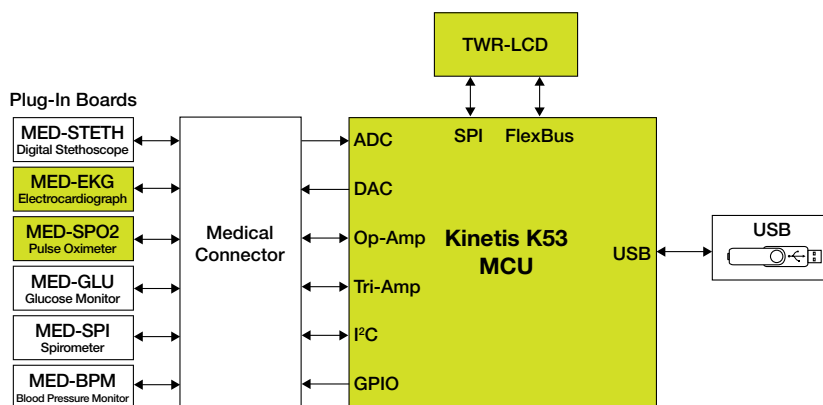 TWR-LCD
Plug-In Boards
MED-STETH
Digital Stethoscope
MED-EKG
Electrocardiograph
MED-SPO2
Pulse Oximeter
MED-GLU
Glucose Monitor
MED-SPI
Spirometer
MED-BPM
Blood Pressure Monitor
Medical
Connector
ADC
DAC
Op-Amp
Tri-Amp
I²C
GPIO
SPI
FlexBus
Kinetis K53
MCU
USB
USB